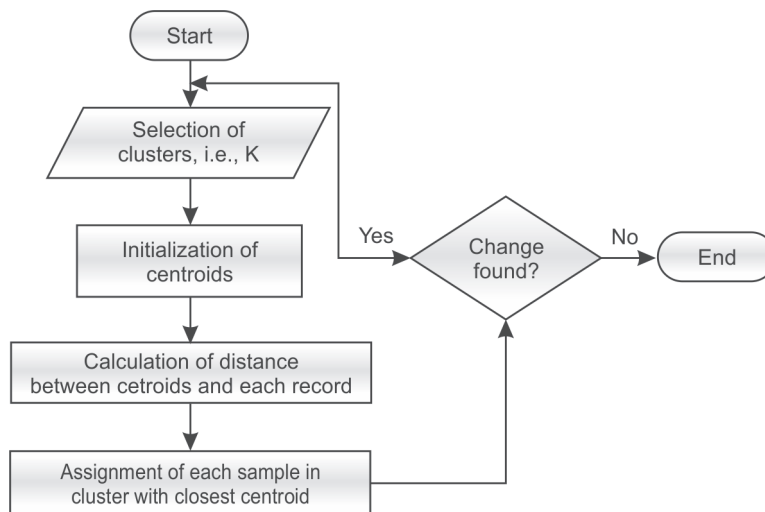 Start
Selection of
clusters, i.e., K
Initialization of
centroids
Calculation of distance
between cetroids and each record
Assignment of each sample in
cluster with closest centroid
Yes
Change
found?
No
End